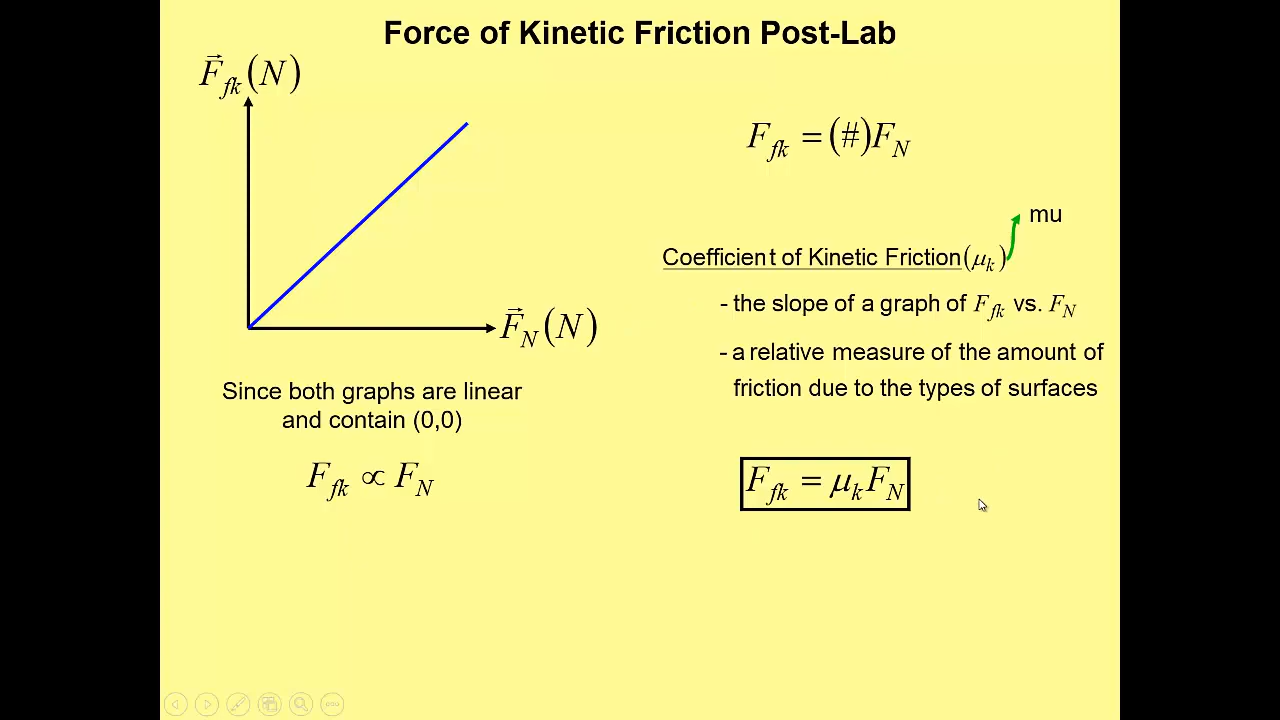 Force of Kinetic Friction Post-Lab
F⃗fk (N)
F⃗N (N)
Since both graphs are linear
and contain (0,0)
Ffk ∝ FN
Ffk = (#)FN
mu
Coefficient of Kinetic Friction (μk)
- the slope of a graph of Ffk vs. FN
- a relative measure of the amount of
friction due to the types of surfaces
Ffk = μkFN